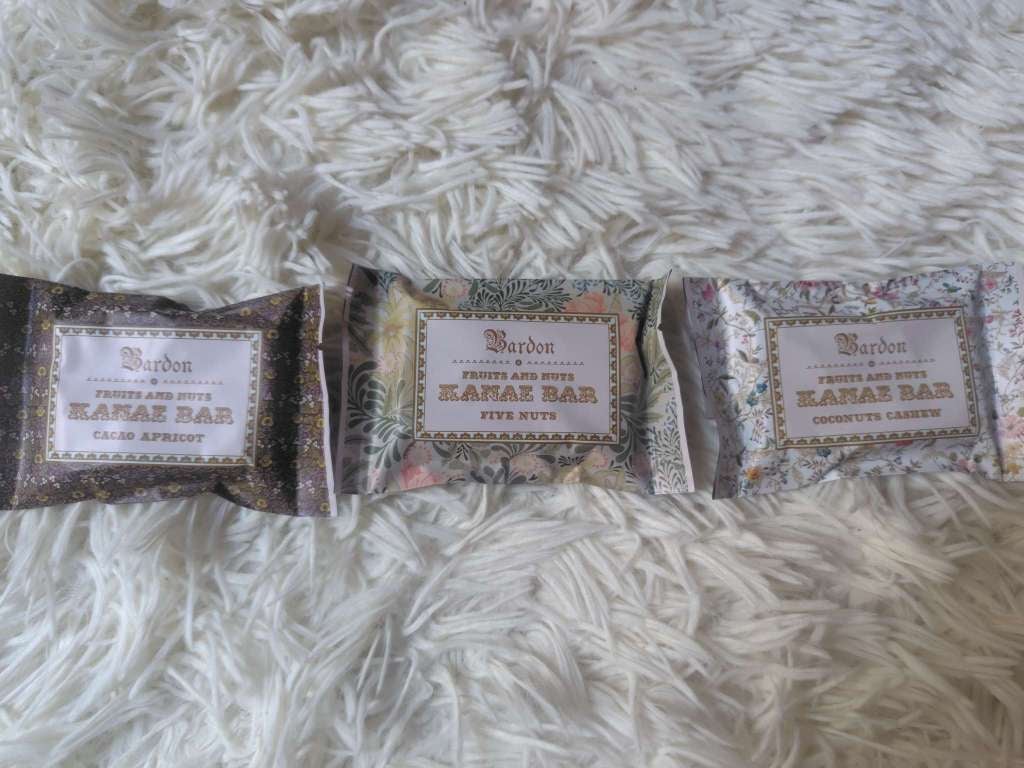 Bardon
FRUITS AND NUTS
KANAE BAR
CACAO APRICOT
Bardon
FRUITS AND NUTS
KANAE BAR
FIVE NUTS
Bardon
FRUITS AND NUTS
KANAE BAR
COCONUTS CASHEW